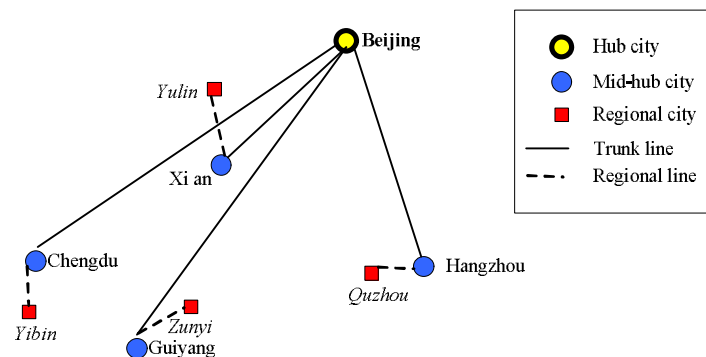 Beijing
Hub city
Yulin
Mid-hub city
Regional city
Trunk line
Xi an
Regional line
Chengdu
Hangzhou
Quzhou
Yibin
Zunyi
Guiyang